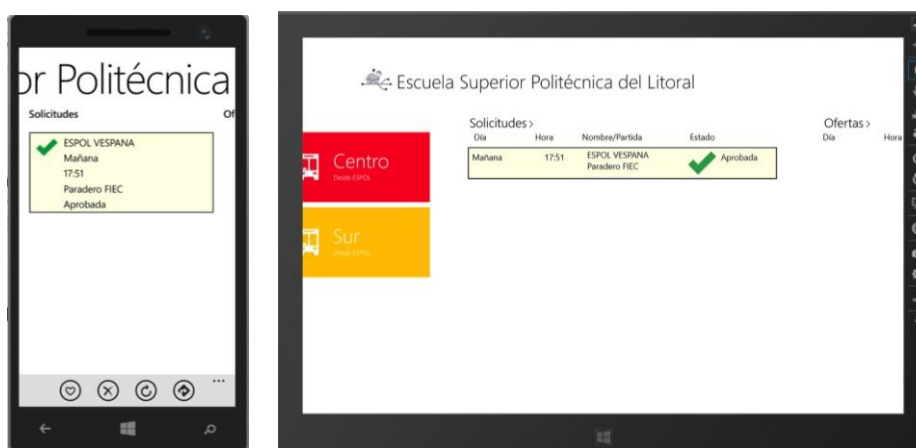 or Politécnica
Solicitudes
Of
ESPOL VESPANA
Mañana
17:51
Paradero FIEC
Aprobada
Escuela Superior Politécnica del Litoral
Centro
Desde ESPOL
Sur
Desde ESPOL
Solicitudes >
Día Hora Nombre/Partida Estado
Mañana 17:51 ESPOL VESPANA Aprobada
Paradero FIEC
Ofertas >
Día Hora